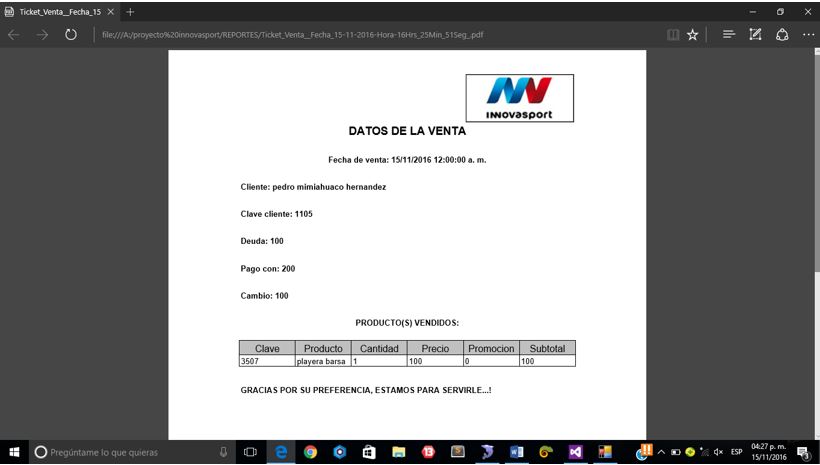 Ticket_Venta__Fecha_15
file:///A:/proyecto%20innovasport/REPORTES/Ticket_Venta__Fecha_15-11-2016-Hora-16Hrs_25Min_51Seg_.pdf
INNOVASPORT
DATOS DE LA VENTA
Fecha de venta: 15/11/2016 12:00:00 a. m.
Cliente: pedro mimiahuaco hernandez
Clave cliente: 1105
Deuda: 100
Pago con: 200
Cambio: 100
PRODUCTO(S) VENDIDOS:
Clave Producto Cantidad Precio Promocion Subtotal
3507 playera barsa 1 100 0 100
GRACIAS POR SU PREFERENCIA, ESTAMOS PARA SERVIRLE...!
Pregúntame lo que quieras
ESP
04:27 p. m.
15/11/2016